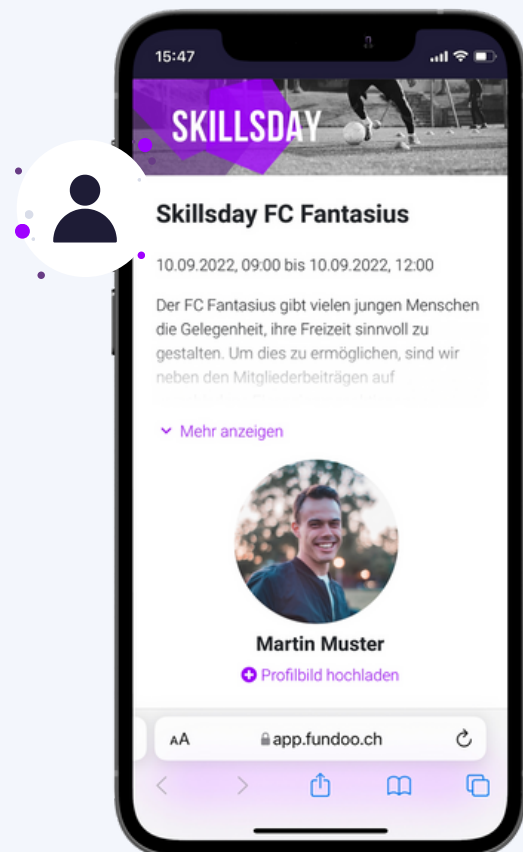 15:47
SKILLSDAY
Skillsday FC Fantasius
10.09.2022, 09:00 bis 10.09.2022, 12:00
Der FC Fantasius gibt vielen jungen Menschen
die Gelegenheit, ihre Freizeit sinnvoll zu
gestalten. Um dies zu ermöglichen, sind wir
neben den Mitgliederbeiträgen auf
Mehr anzeigen
Martin Muster
Profilbild hochladen
AA app.fundoo.ch